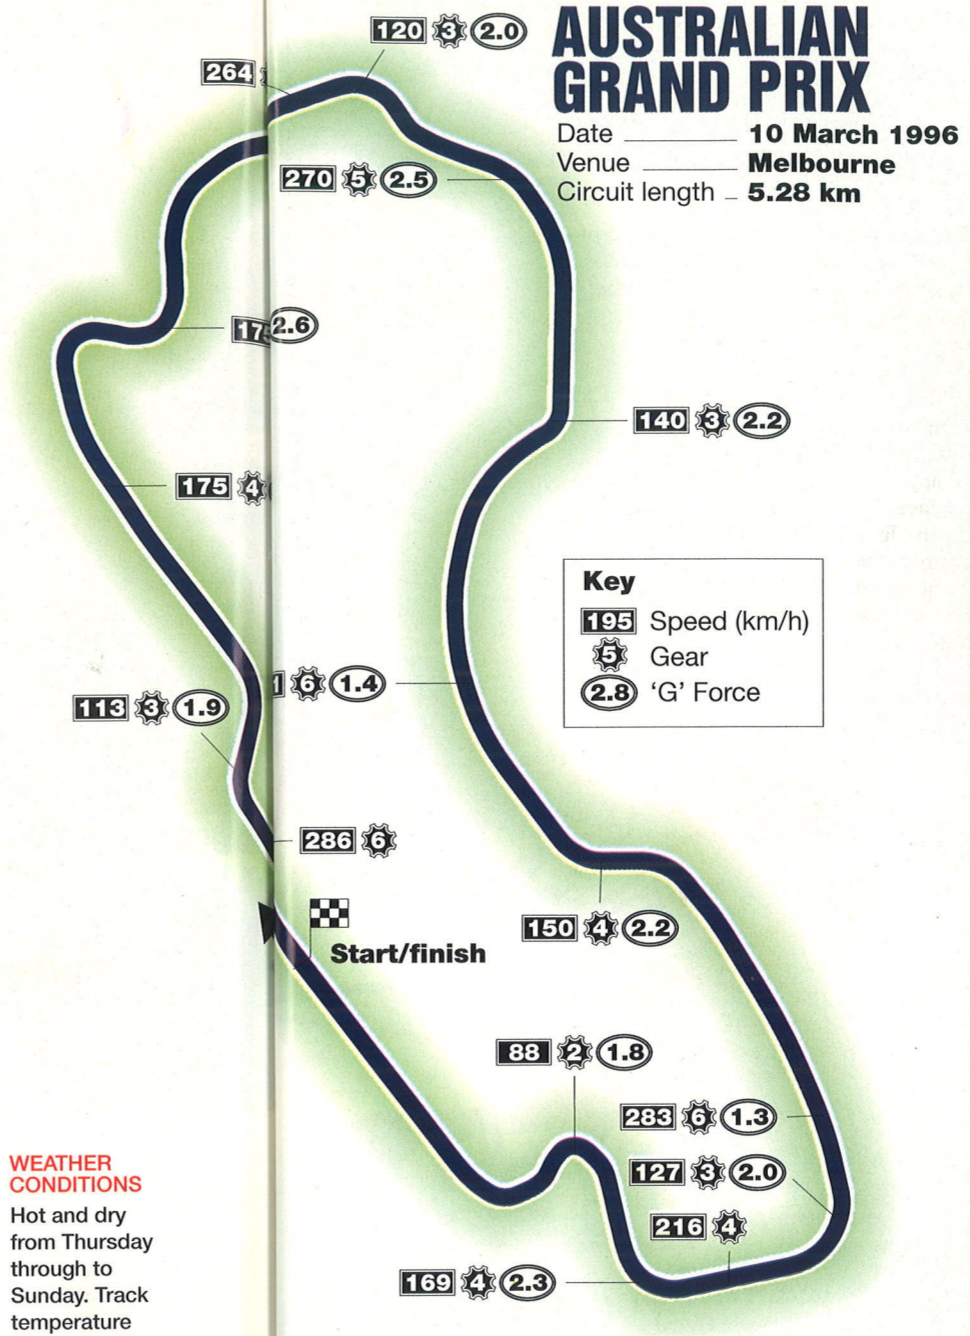 AUSTRALIAN
GRAND PRIX
Date 10 March 1996
Venue Melbourne
Circuit length 5.28 km
120 3 2.0
264
270 5 2.5
2.6
140 3 2.2
175 4
Key
195 Speed (km/h)
5 Gear
2.8 ‘G’ Force
6 1.4
113 3 1.9
286 6
150 4 2.2
Start/finish
88 2 1.8
283 6 1.3
127 3 2.0
216 4
169 4 2.3
WEATHER
CONDITIONS
Hot and dry
from Thursday
through to
Sunday. Track
temperature